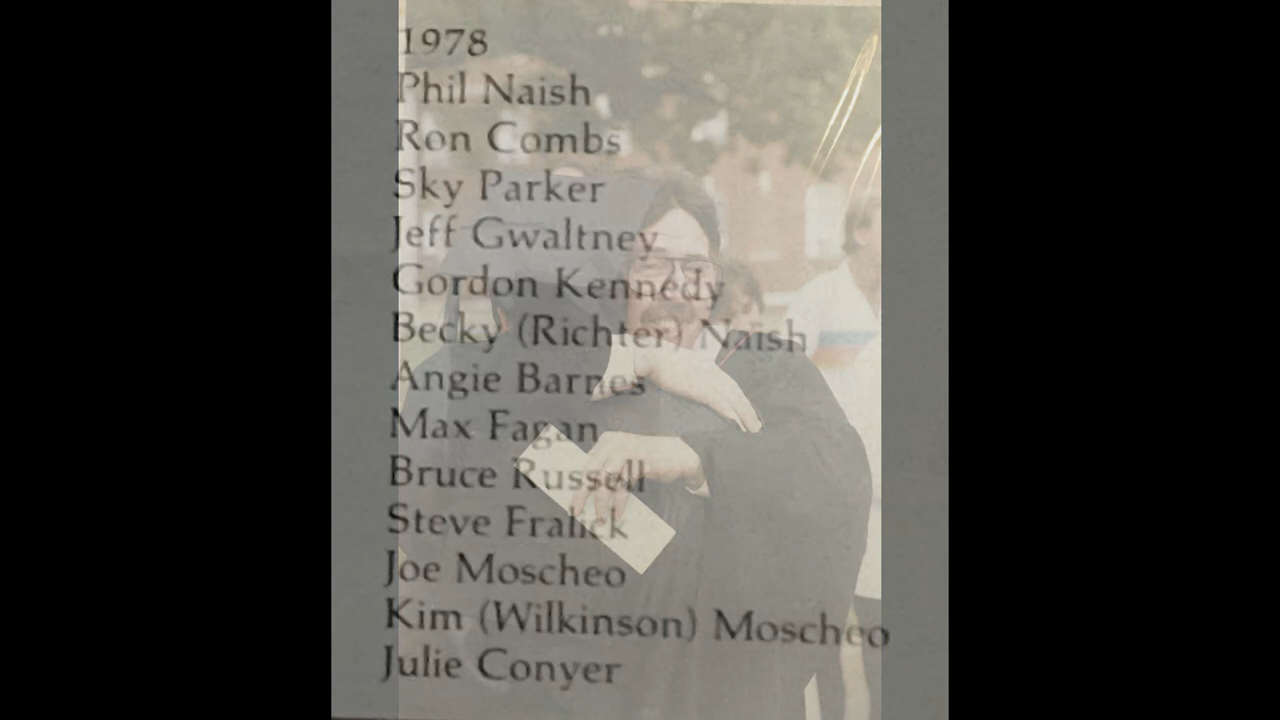 1978
Phil Naish
Ron Combs
Sky Parker
Jeff Gwaltney
Gordon Kennedy
Becky (Richter) Naish
Angie Barnes
Max Fagan
Bruce Russell
Steve Fralick
Joe Moscheo
Kim (Wilkinson) Moscheo
Julie Conyer